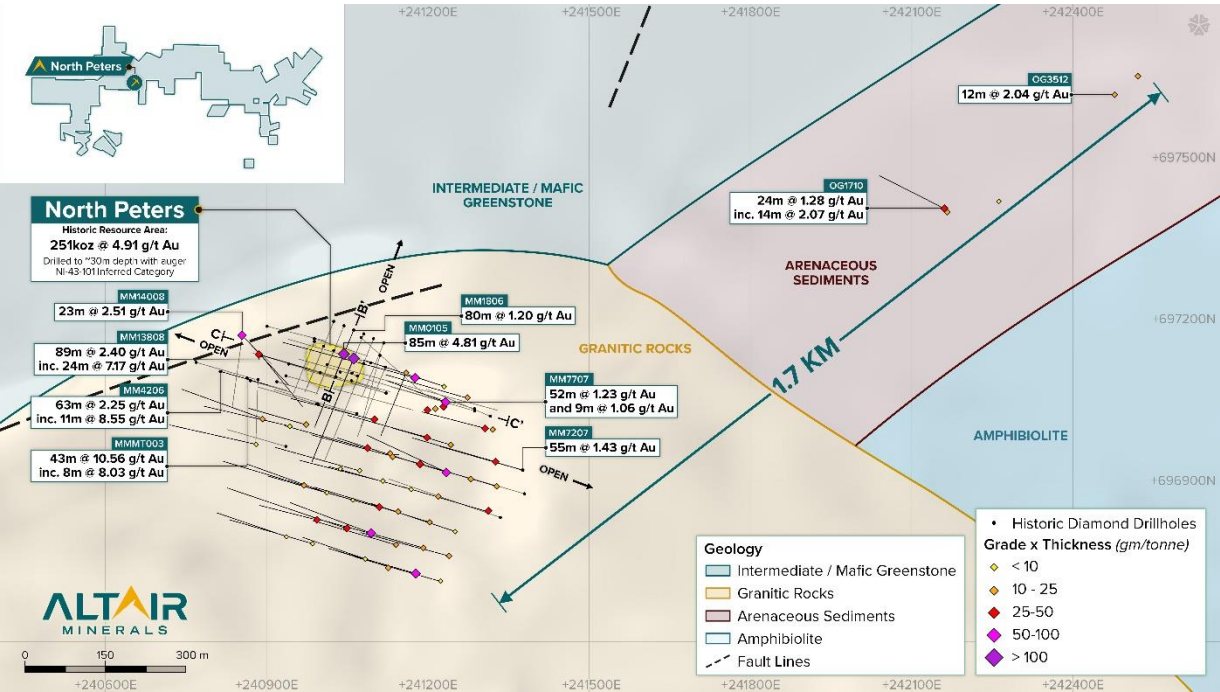 +241200E
+241500E
+241800E
+242100E
+242400E
North Peters
OG3512
12m @ 2.04 g/t Au
+697500N
INTERMEDIATE / MAFIC
GREENSTONE
OG1710
24m @ 1.28 g/t Au
inc. 14m @ 2.07 g/t Au
North Peters
Historic Resource Area:
251koz @ 4.91 g/t Au
Drilled to ~30m depth with auger
NI-43-101 Inferred Category
OPEN
ARENACEOUS
SEDIMENTS
MM14008
23m @ 2.51 g/t Au
B'
MM1806
80m @ 1.20 g/t Au
+697200N
MM13808
89m @ 2.40 g/t Au
inc. 24m @ 7.17 g/t Au
C
OPEN
MM0105
85m @ 4.81 g/t Au
GRANITIC ROCKS
1.7 KM
MM4206
63m @ 2.25 g/t Au
inc. 11m @ 8.55 g/t Au
B
C'
MM7707
52m @ 1.23 g/t Au
and 9m @ 1.06 g/t Au
MMMT003
43m @ 10.56 g/t Au
inc. 8m @ 8.03 g/t Au
MM7207
55m @ 1.43 g/t Au
AMPHIBIOLITE
OPEN
+696900N
Geology
Intermediate / Mafic Greenstone
Granitic Rocks
Arenaceous Sediments
Amphibiolite
Fault Lines
Historic Diamond Drillholes
Grade x Thickness (gm/tonne)
< 10
10 - 25
25-50
50-100
> 100
ALTAIR
MINERALS
0 150 300 m
+240600E
+240900E
+241200E
+241500E
+241800E
+242100E
+242400E